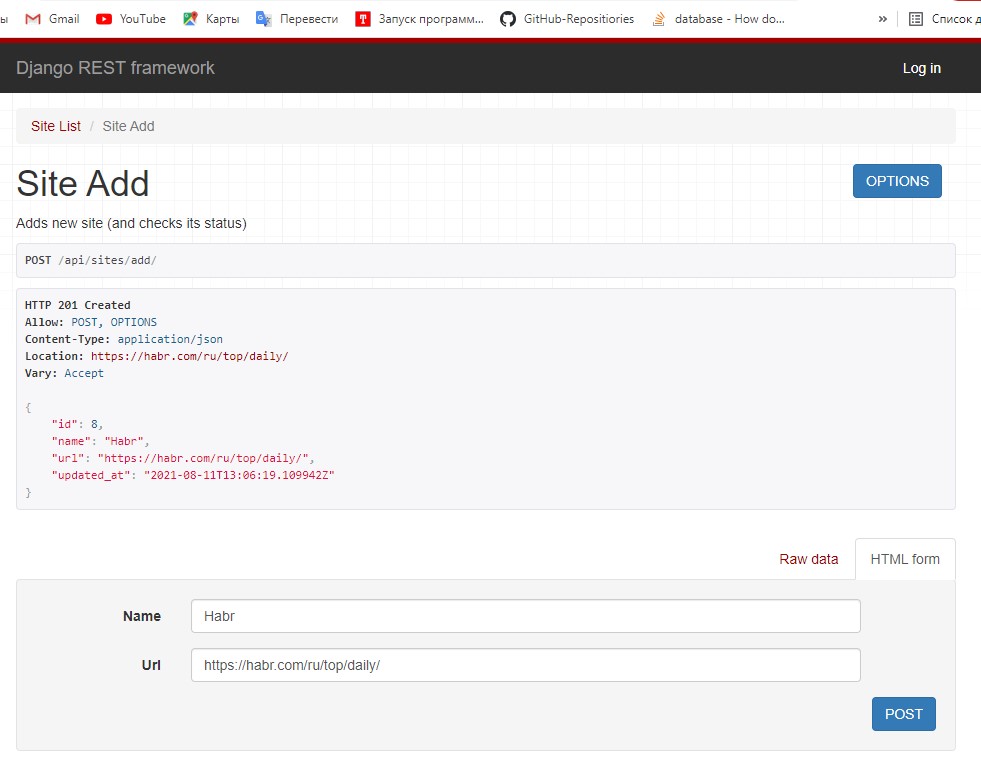 ы Gmail YouTube Карты Перевести Запуск программ... GitHub-Repositiories database - How do... » Список д
Django REST framework Log in
Site List / Site Add
Site Add OPTIONS
Adds new site (and checks its status)
POST /api/sites/add/
HTTP 201 Created
Allow: POST, OPTIONS
Content-Type: application/json
Location: https://habr.com/ru/top/daily/
Vary: Accept
{
"id": 8,
"name": "Habr",
"url": "https://habr.com/ru/top/daily/",
"updated_at": "2021-08-11T13:06:19.109942Z"
}
Raw data HTML form
Name Habr
Url https://habr.com/ru/top/daily/
POST